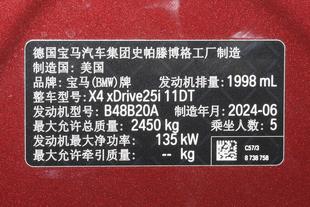 德国宝马汽车集团史帕滕博格工厂制造
制造国：美国
品牌：宝马(BMW)牌 发动机排量：1998 mL
整车型号：X4 xDrive25i 11DT
发动机型号：B48B20A 制造年月：2024-06
最大允许总质量：2450 kg 乘坐人数：5
最大净功率： 135 kW
最大允许牵引质量： -- kg
C57/3
8 738 758